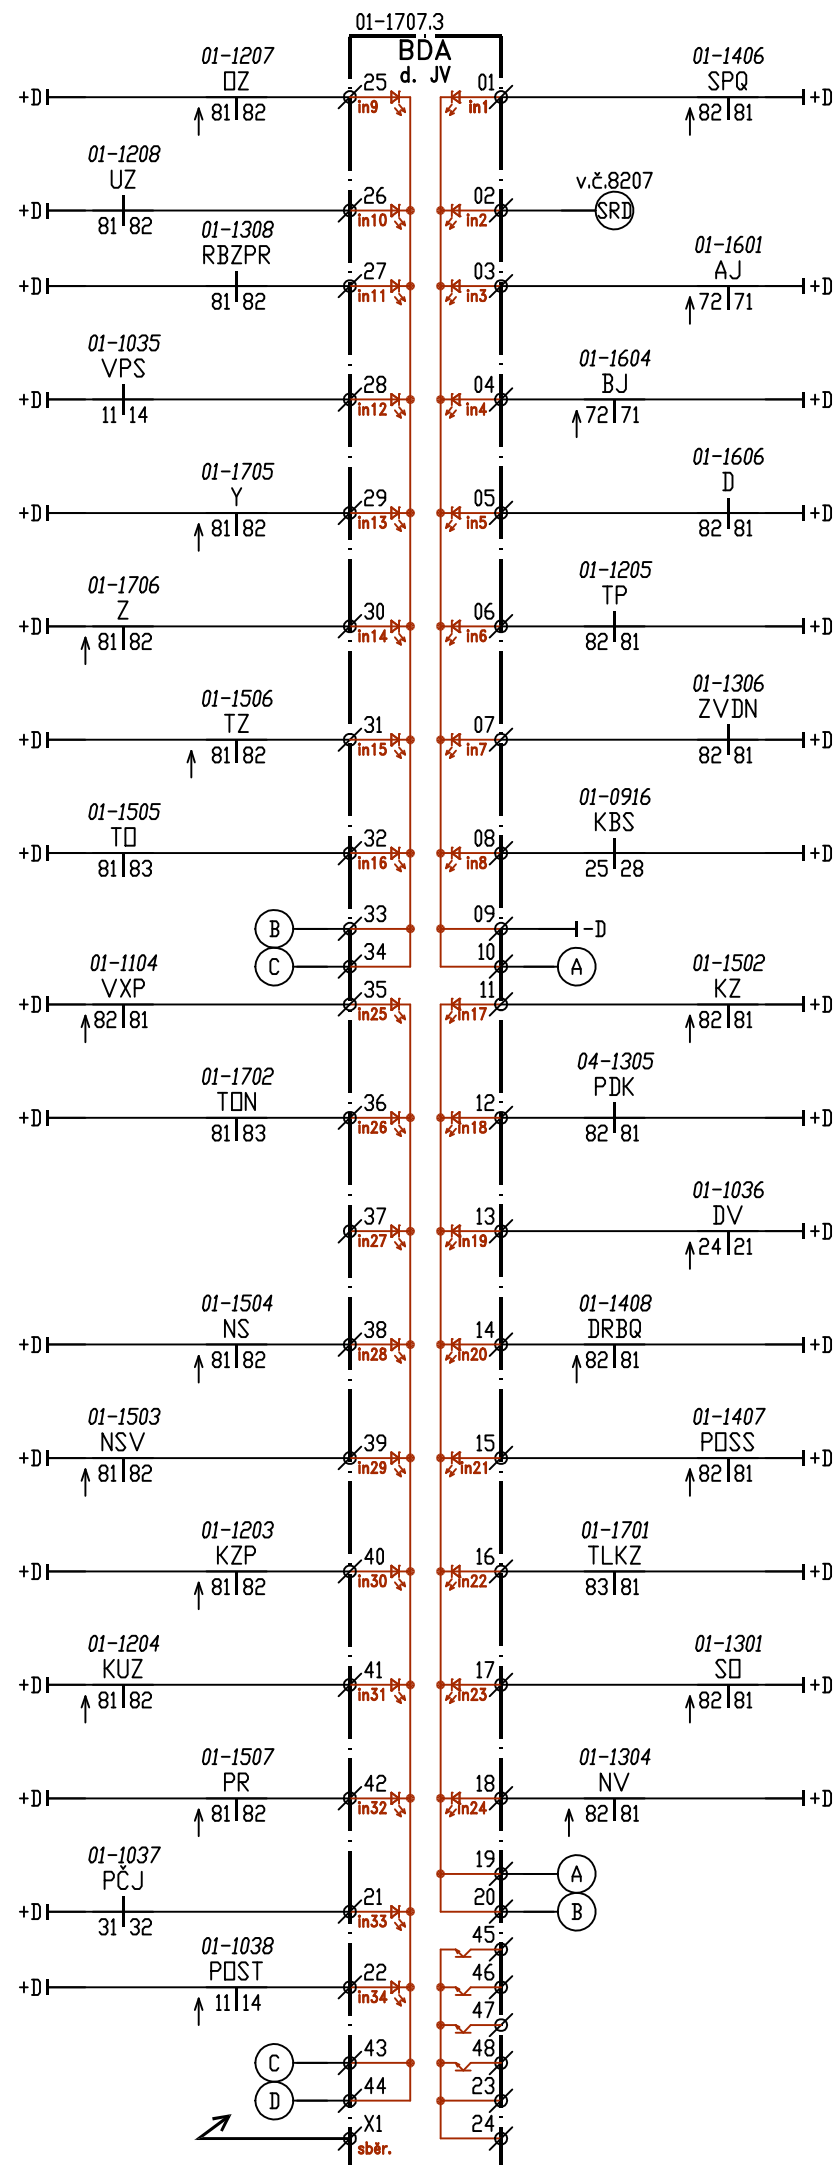 01-1707.3
BDA
d. JV
01-1207
OZ
+D
81 82
25
in9
01
in1
01-1406
SPQ
82 81
+D
01-1208
UZ
+D
81 82
26
in10
02
in2
v.č.8207
SRD
01-1308
RBZPR
+D
81 82
27
in11
03
in3
01-1601
AJ
72 71
+D
01-1035
VPS
+D
11 14
28
in12
04
in4
01-1604
BJ
72 71
+D
01-1705
Y
+D
81 82
29
in13
05
in5
01-1606
D
82 81
+D
01-1706
Z
+D
81 82
30
in14
06
in6
01-1205
TP
82 81
+D
01-1506
TZ
+D
81 82
31
in15
07
in7
01-1306
ZVDN
82 81
+D
01-1505
TO
+D
81 83
32
in16
08
in8
01-0916
KBS
25 28
+D
B
33
09
-D
C
34
10
A
01-1104
VXP
+D
82 81
35
in25
11
in17
01-1502
KZ
82 81
+D
01-1702
TON
+D
81 83
36
in26
12
in18
04-1305
PDK
82 81
+D
37
in27
13
in19
01-1036
DV
24 21
+D
01-1504
NS
+D
81 82
38
in28
14
in20
01-1408
DRBQ
82 81
+D
01-1503
NSV
+D
81 82
39
in29
15
in21
01-1407
POSS
82 81
+D
01-1203
KZP
+D
81 82
40
in30
16
in22
01-1701
TLKZ
83 81
+D
01-1204
KUZ
+D
81 82
41
in31
17
in23
01-1301
SO
82 81
+D
01-1507
PR
+D
81 82
42
in32
18
in24
01-1304
NV
82 81
+D
19
A
01-1037
PČJ
+D
31 32
21
in33
20
B
45
01-1038
POST
+D
11 14
22
in34
46
47
C
43
48
D
44
23
X1
sběr.
24